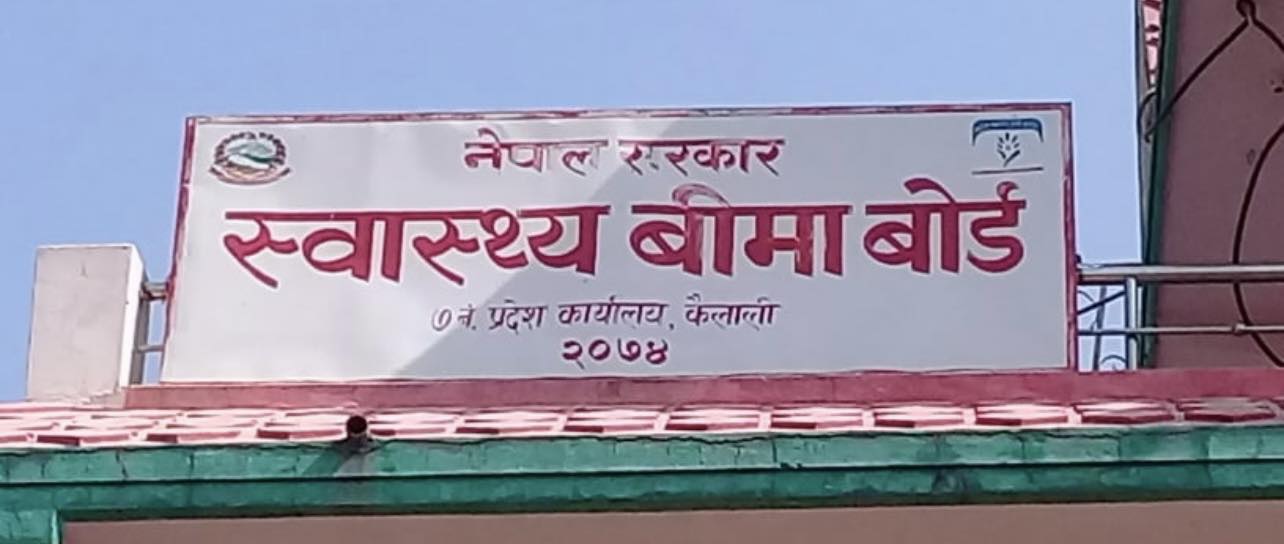 नेपाल सरकार
स्वास्थ्य बीमा बोर्ड
७ नं. प्रदेश कार्यालय, कैलाली
२०७४